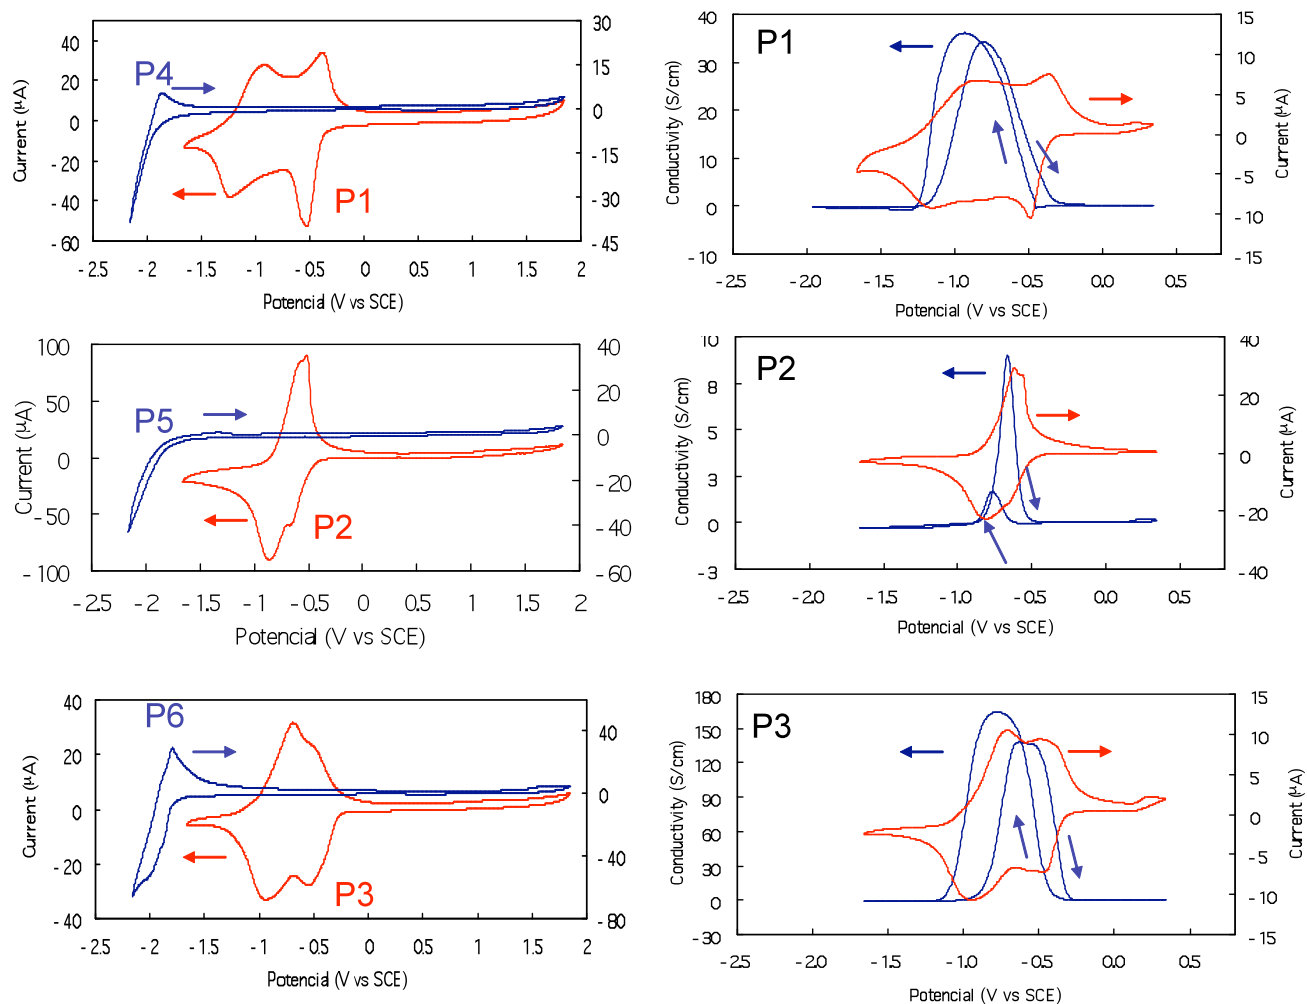 P4
P1
Current (µA)
40
20
0
-20
-40
-60
30
15
0
-15
-30
-45
-2.5 -2 -1.5 -1 -0.5 0 0.5 1 1.5 2
Potencial (V vs SCE)
P1
Conductivity (S/cm)
40
30
20
10
0
-10
15
10
5
0
-5
-10
-15
Current (µA)
-2.5 -2.0 -1.5 -1.0 -0.5 0.0 0.5
Potencial (V vs SCE)
P5
P2
Current (µA)
100
50
0
-50
-100
40
20
0
-20
-40
-60
-2.5 -2 -1.5 -1 -0.5 0 0.5 1 1.5 2
Potencial (V vs SCE)
P2
Conductivity (S/cm)
10
8
5
3
0
-3
40
20
0
-20
-40
Current (µA)
-2.5 -2.0 -1.5 -1.0 -0.5 0.0 0.5
Potencial (V vs SCE)
P6
P3
Current (µA)
40
20
0
-20
-40
40
0
-40
-80
-2.5 -2 -1.5 -1 -0.5 0 0.5 1 1.5 2
Potencial (V vs SCE)
P3
Conductivity (S/cm)
180
150
120
90
60
30
0
-30
15
10
5
0
-5
-10
-15
Current (µA)
-2.5 -2.0 -1.5 -1.0 -0.5 0.0 0.5
Potencial (V vs SCE)